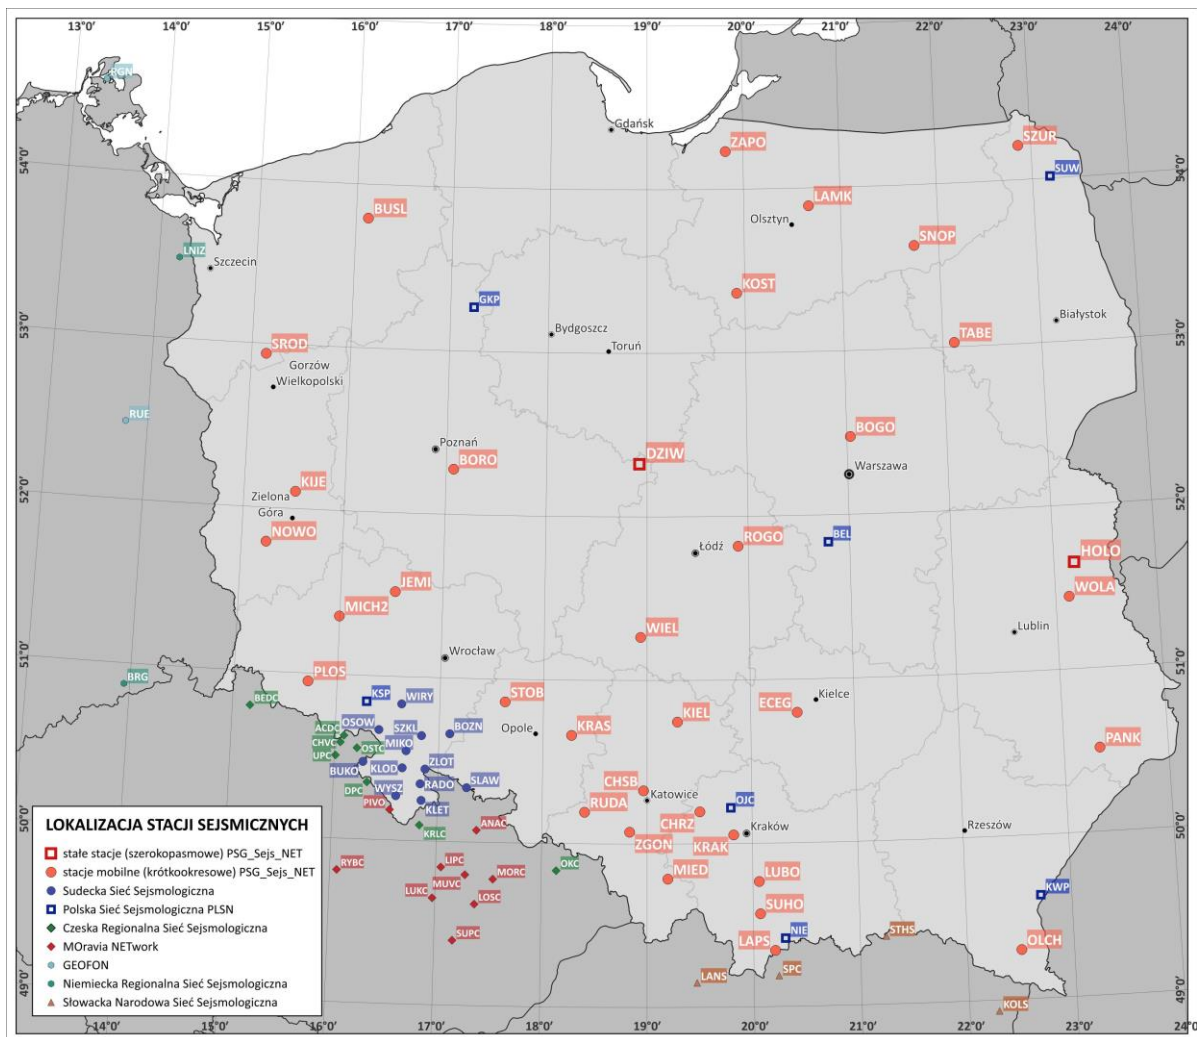 13°0' 14°0' 15°0' 16°0' 17°0' 18°0' 19°0' 20°0' 21°0' 22°0' 23°0' 24°0'
RGN
Gdańsk
ZAPO
SZUR
54°0'
54°0'
SUW
BUSL
LAMK
Olsztyn
SNOP
LNIZ
Szczecin
KOST
GKP
Białystok
Bydgoszcz
TABE
53°0'
53°0'
SROD
Toruń
Gorzów
Wielkopolski
RUE
BOGO
Poznań
DZIW
BORO
Warszawa
KIJE
52°0'
52°0'
Zielona
Góra
NOWO
BEL
ROGO
Łódź
HOLO
JEMI
WOLA
MICH2
WIEL
Lublin
Wrocław
51°0'
51°0'
PLOS
BRG
BEDC
KSP
WIRY
STOB
ECEG
Kielce
KIEL
ACDC
OSOW
SZKL
BOZN
Opole
KRAS
CHVC
OSTC
MIKO
PANK
UPC
BUKO
KLOD
ZLOT
DPC
WYSZ
RADO
SLAW
CHSB
Katowice
PIVO
KLET
RUDA
OJC
50°0'
50°0'
KRLC
ANAC
CHRZ
Kraków
Rzeszów
ZGON
KRAK
RYBC
LIPC
MORC
OKC
MIED
LUBO
LUKC
MUVC
LOSC
KWP
SUHO
SUPC
NIE
STHS
LAPS
OLCH
LANS
SPC
49°0'
49°0'
KOLS
LOKALIZACJA STACJI SEJSMICZNYCH
stałe stacje (szerokopasmowe) PSG_Sejs_NET
stacje mobilne (krótkookresowe) PSG_Sejs_NET
Sudecka Sieć Sejsmologiczna
Polska Sieć Sejsmologiczna PLSN
Czeska Regionalna Sieć Sejsmologiczna
MOravia NETwork
GEOFON
Niemiecka Regionalna Sieć Sejsmologiczna
Słowacka Narodowa Sieć Sejsmologiczna
14°0' 15°0' 16°0' 17°0' 18°0' 19°0' 20°0' 21°0' 22°0' 23°0' 24°0'